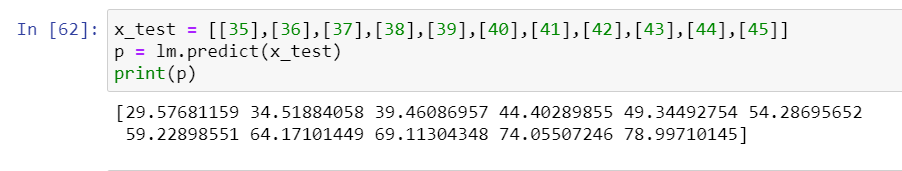 In [62]: x_test = [[35],[36],[37],[38],[39],[40],[41],[42],[43],[44],[45]]
p = lm.predict(x_test)
print(p)
[29.57681159 34.51884058 39.46086957 44.40289855 49.34492754 54.28695652
59.22898551 64.17101449 69.11304348 74.05507246 78.99710145]